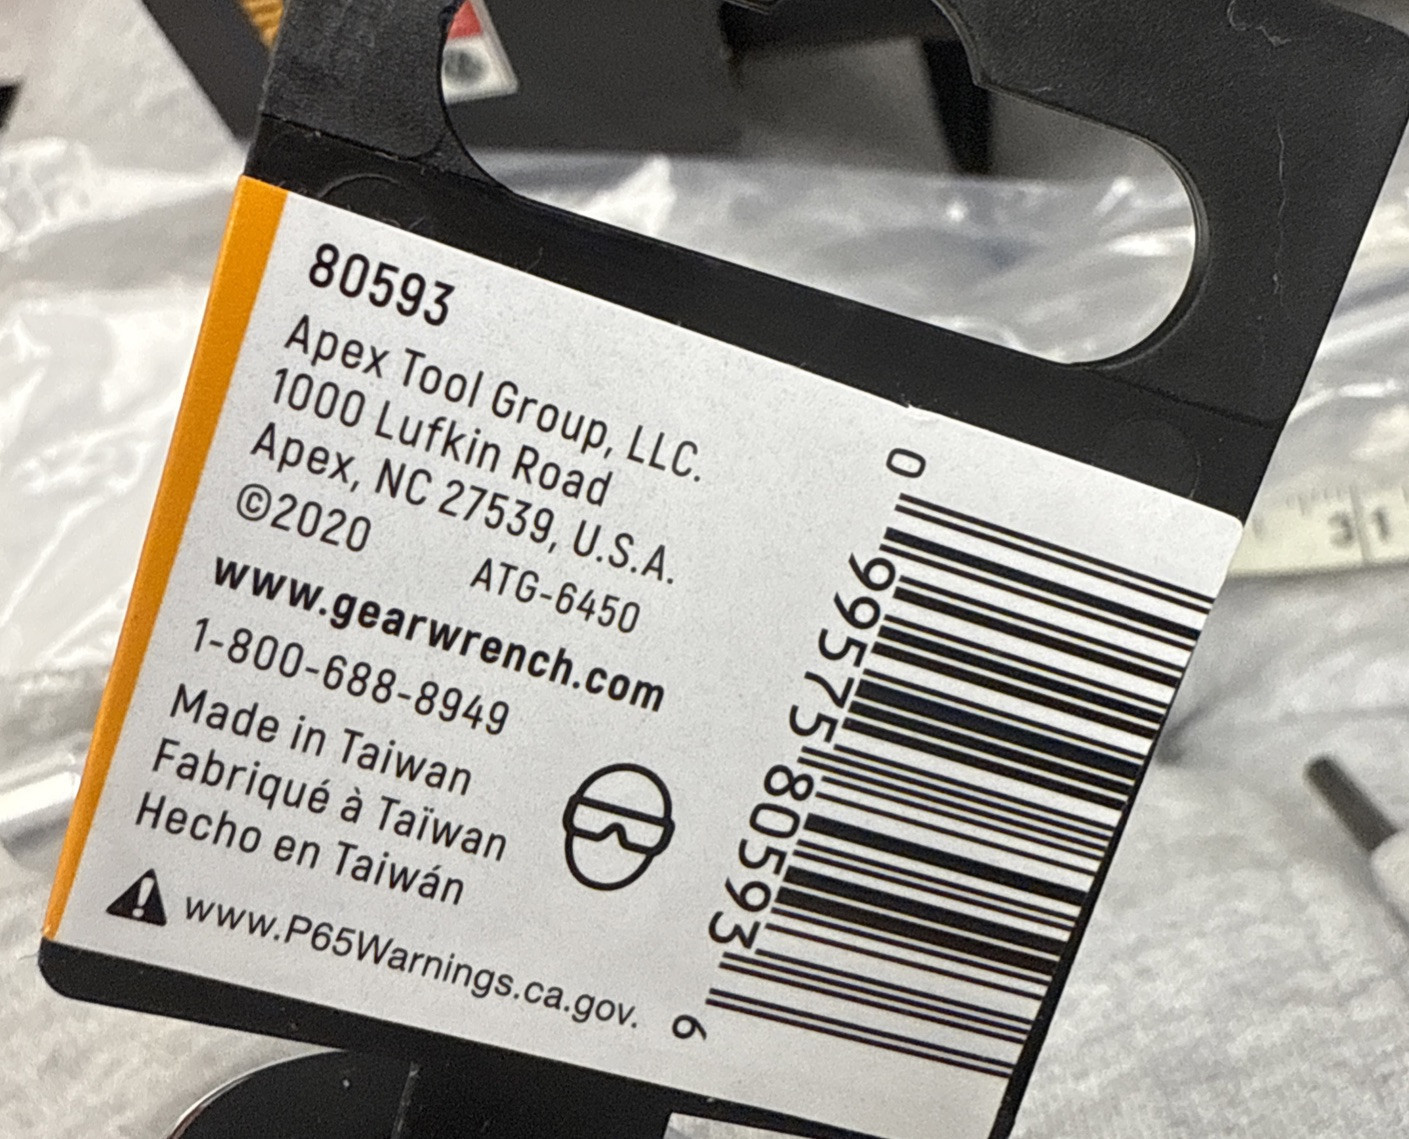 80593
Apex Tool Group, LLC.
1000 Lufkin Road
Apex, NC 27539, U.S.A.
©2020 ATG-6450
www.gearwrench.com
1-800-688-8949
Made in Taiwan
Fabriqué à Taïwan
Hecho en Taiwán
www.P65Warnings.ca.gov.
0 99575 80593 6
31